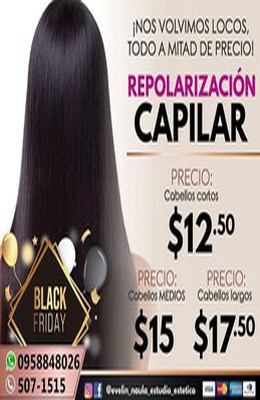 ¡NOS VOLVIMOS LOCOS,
TODO A MITAD DE PRECIO!
REPOLARIZACIÓN
CAPILAR
PRECIO:
Cabellos cortos
$12.50
PRECIO:
Cabellos MEDIOS
$15
PRECIO:
Cabellos largos
$17.50
BLACK
FRIDAY
0958848026
507-1515
@evelin_naula_estudio_estetica
VISA